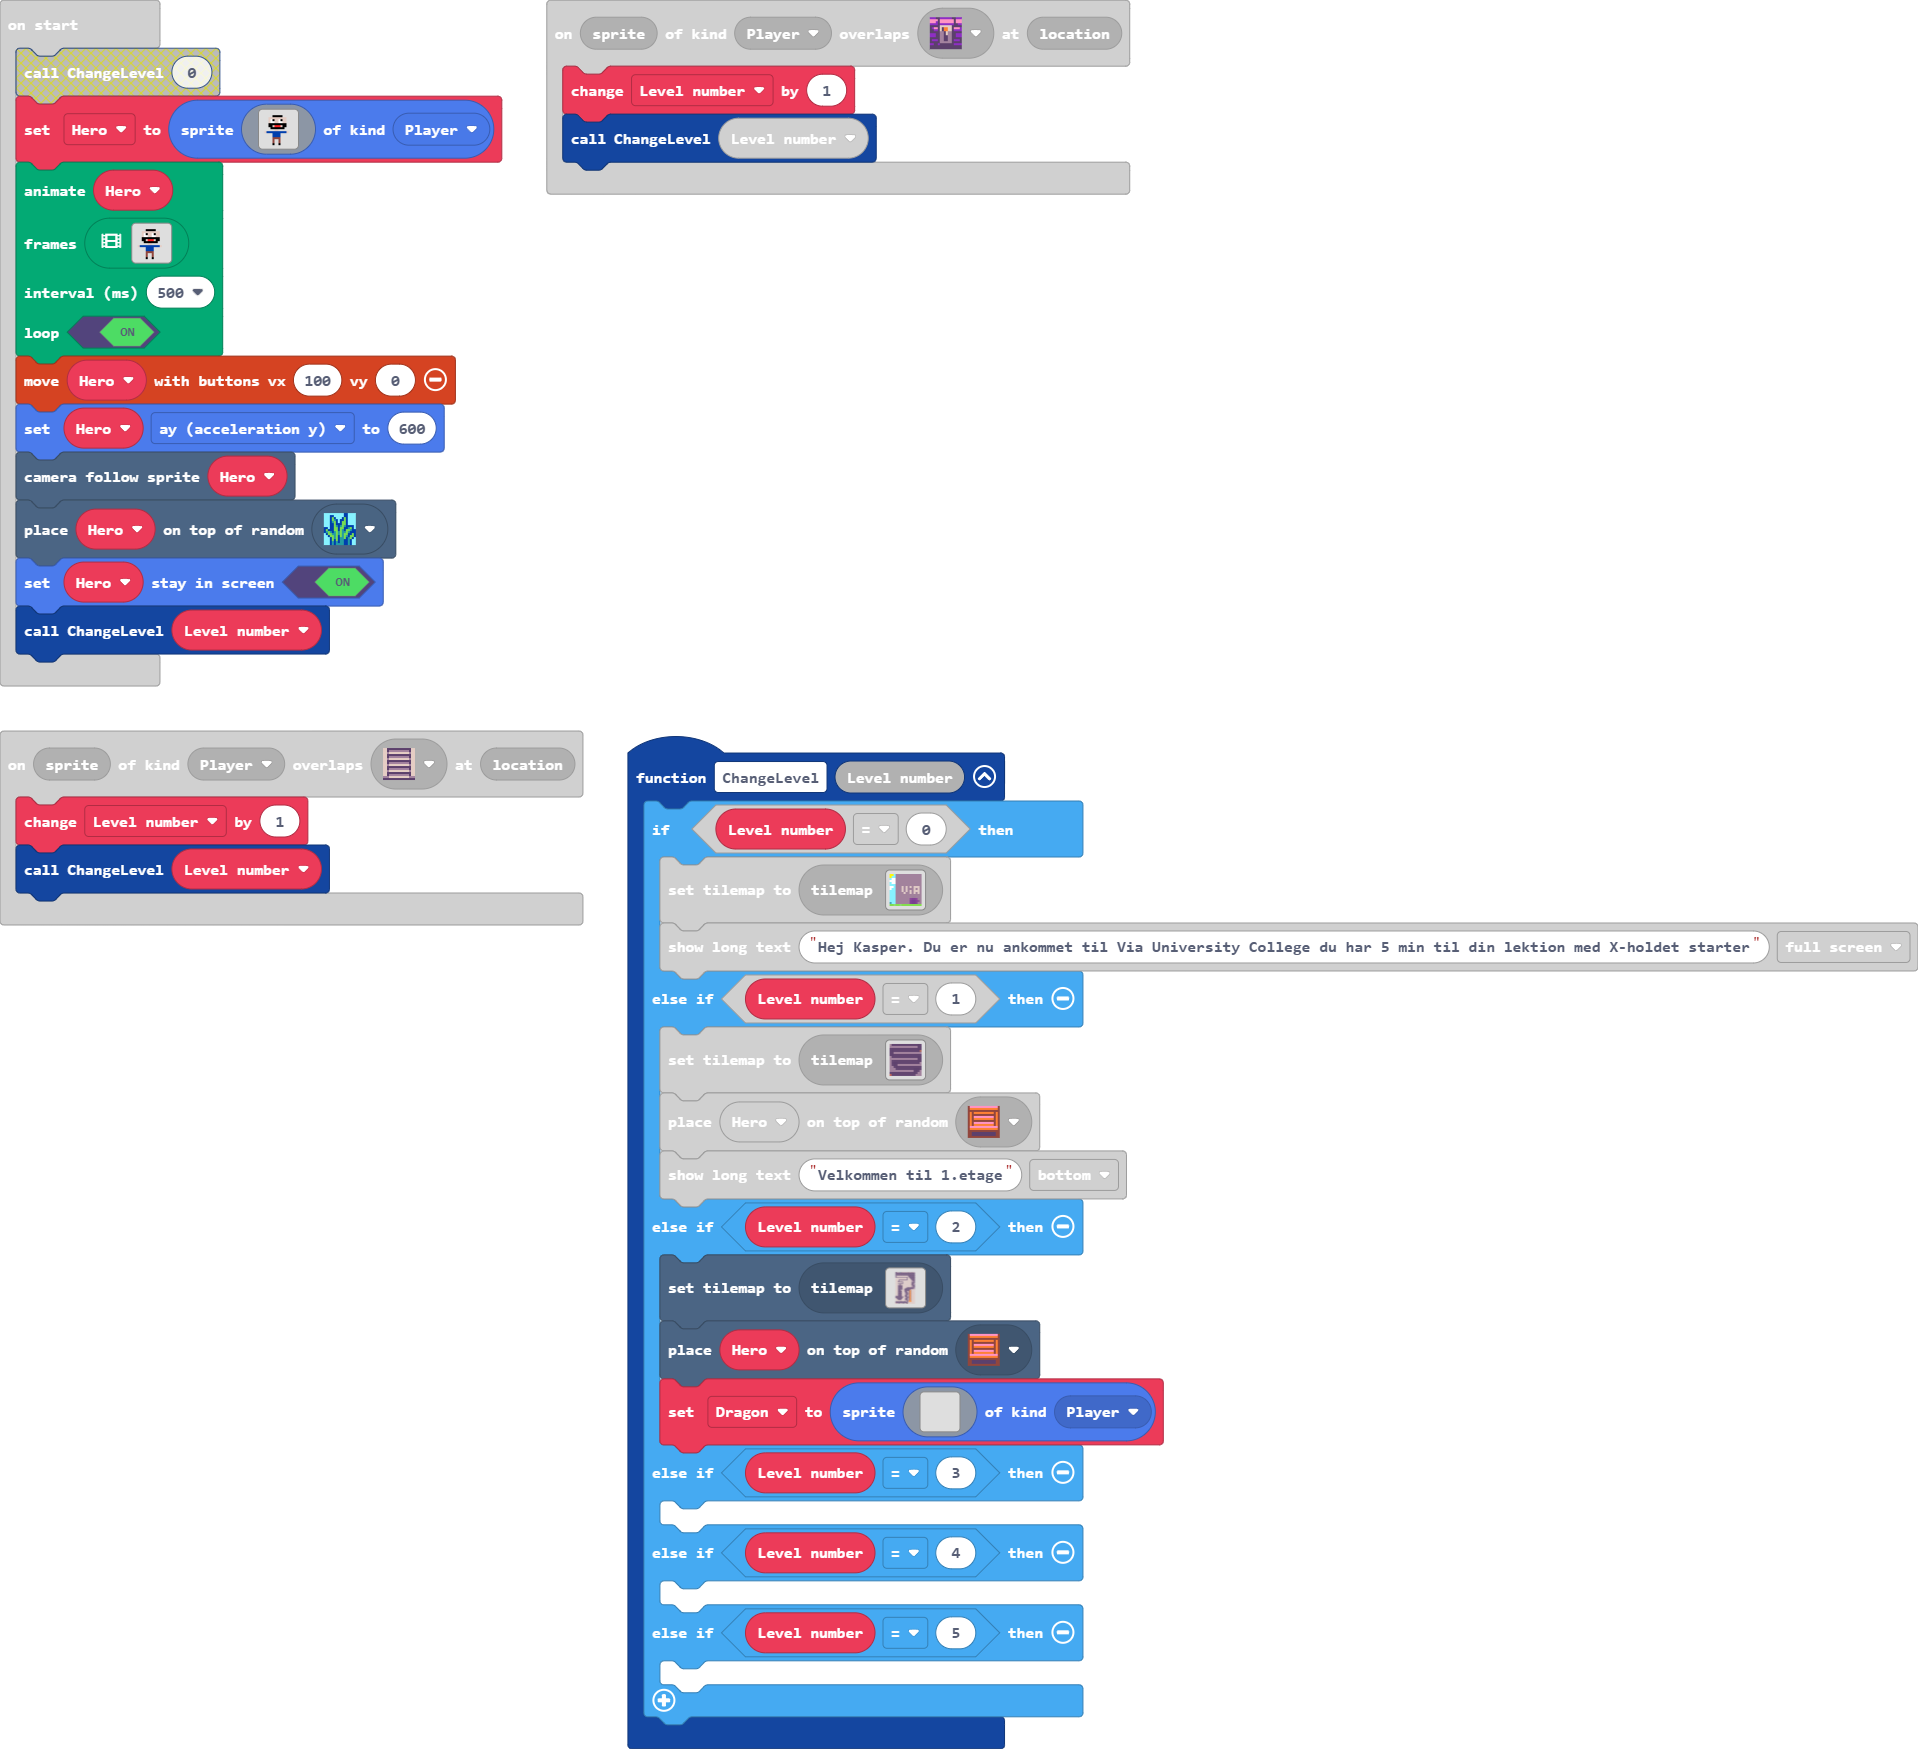 on start
call ChangeLevel 0
set Hero to sprite of kind Player
animate Hero
frames
interval (ms) 500
loop ON
move Hero with buttons vx 100 vy 0
set Hero ay (acceleration y) to 600
camera follow sprite Hero
place Hero on top of random
set Hero stay in screen ON
call ChangeLevel Level number
on sprite of kind Player overlaps at location
change Level number by 1
call ChangeLevel Level number
on sprite of kind Player overlaps at location
change Level number by 1
call ChangeLevel Level number
function ChangeLevel Level number
if Level number = 0 then
set tilemap to tilemap ViA
show long text "Hej Kasper. Du er nu ankommet til Via University College du har 5 min til din lektion med X-holdet starter" full screen
else if Level number = 1 then
set tilemap to tilemap
place Hero on top of random
show long text "Velkommen til 1.etage" bottom
else if Level number = 2 then
set tilemap to tilemap
place Hero on top of random
set Dragon to sprite of kind Player
else if Level number = 3 then
else if Level number = 4 then
else if Level number = 5 then